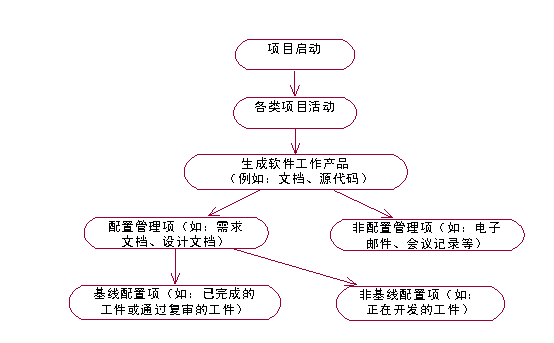 项目启动
各类项目活动
生成软件工作产品
（例如：文档、源代码）
配置管理项（如：需求
文档、设计文档）
非配置管理项（如：电子
邮件、会议记录等）
基线配置项（如：已完成的
工件或通过复审的工件）
非基线配置项（如：
正在开发的工件）